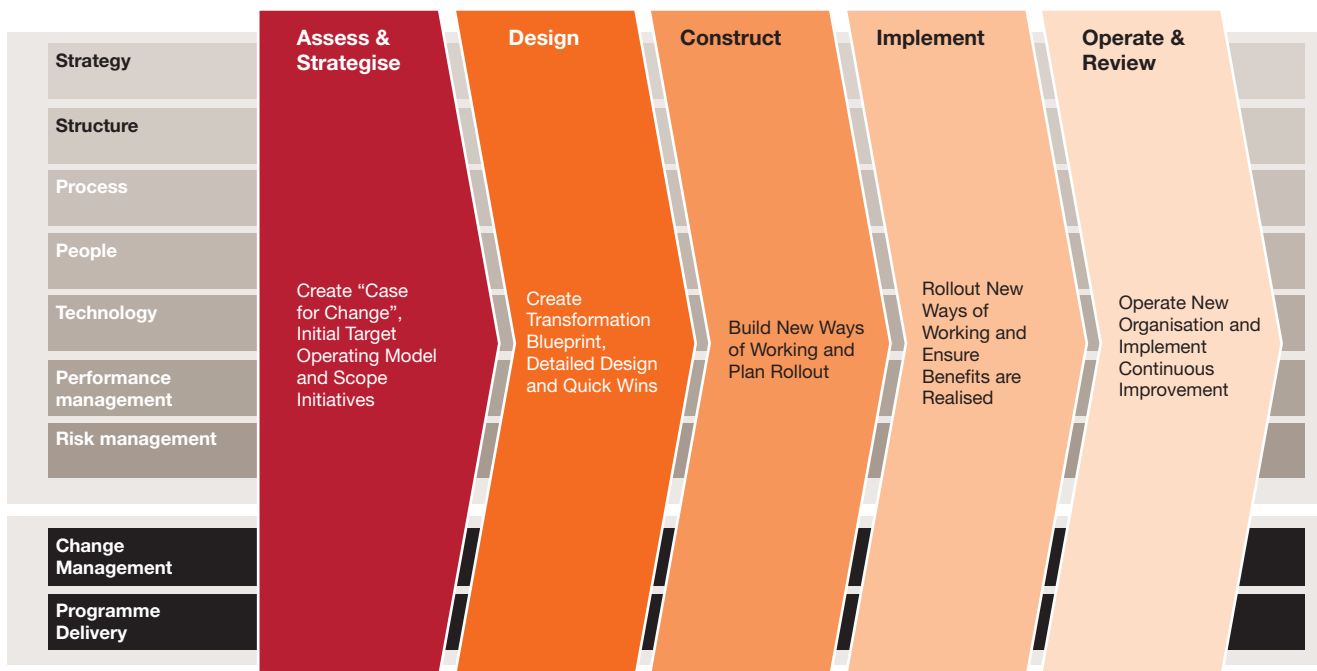 Strategy
Structure
Process
People
Technology
Performance
management
Risk management
Change
Management
Programme
Delivery
Assess &
Strategise
Create “Case
for Change”,
Initial Target
Operating Model
and Scope
Initiatives
Design
Create
Transformation
Blueprint,
Detailed Design
and Quick Wins
Construct
Build New Ways
of Working and
Plan Rollout
Implement
Rollout New
Ways of
Working and
Ensure
Benefits are
Realised
Operate &
Review
Operate New
Organisation and
Implement
Continuous
Improvement